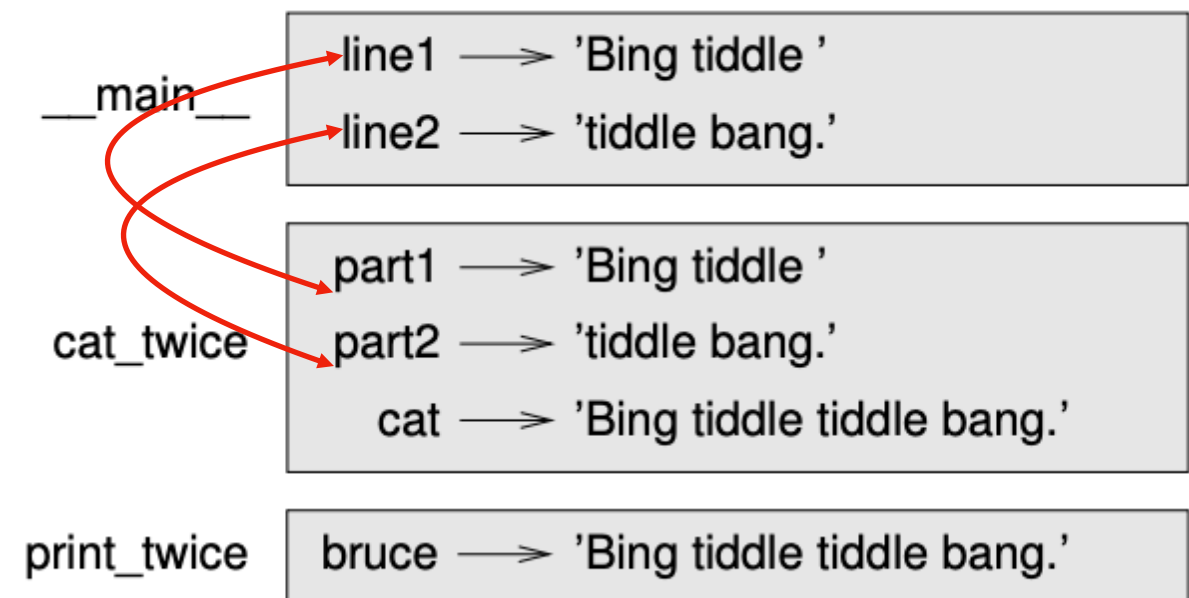 __main__
line1 ’Bing tiddle ’
line2 ’tiddle bang.’
cat_twice
part1 ’Bing tiddle ’
part2 ’tiddle bang.’
cat ’Bing tiddle tiddle bang.’
print_twice
bruce ’Bing tiddle tiddle bang.’